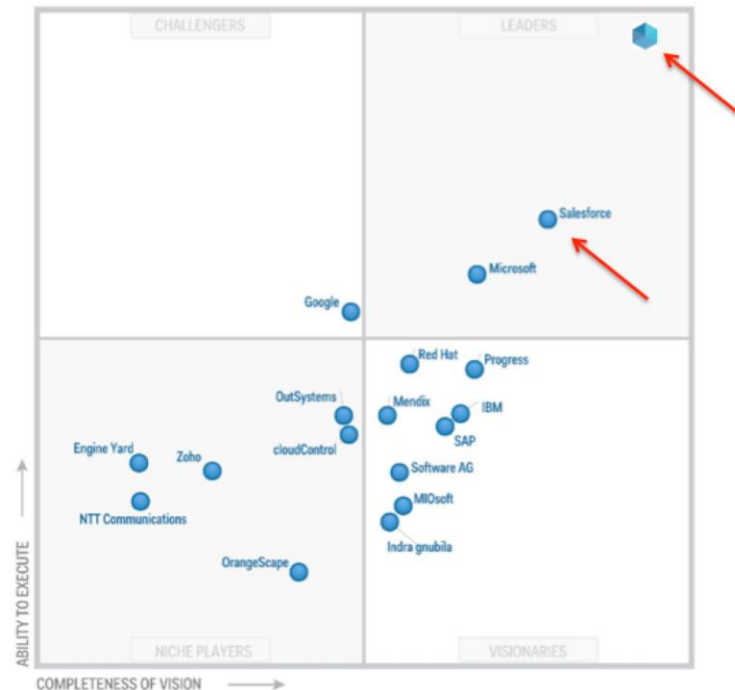 CHALLENGERS
LEADERS
Salesforce
Microsoft
Google
Red Hat
Progress
OutSystems
Mendix
IBM
cloudControl
SAP
Engine Yard
Zoho
Software AG
NTT Communications
MIOsoft
Indra gnubila
OrangeScape
NICHE PLAYERS
VISIONARIES
ABILITY TO EXECUTE
COMPLETENESS OF VISION